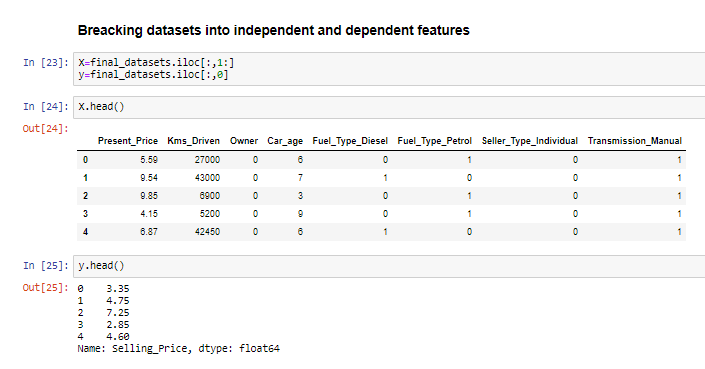 Breacking datasets into independent and dependent features
In [23]: X=final_datasets.iloc[:,1:]
y=final_datasets.iloc[:,0]
In [24]: X.head()
Out[24]:
Present_Price Kms_Driven Owner Car_age Fuel_Type_Diesel Fuel_Type_Petrol Seller_Type_Individual Transmission_Manual
0 5.59 27000 0 6 0 1 0 1
1 9.54 43000 0 7 1 0 0 1
2 9.85 6900 0 3 0 1 0 1
3 4.15 5200 0 9 0 1 0 1
4 6.87 42450 0 6 1 0 0 1
In [25]: y.head()
Out[25]: 0 3.35
1 4.75
2 7.25
3 2.85
4 4.60
Name: Selling_Price, dtype: float64